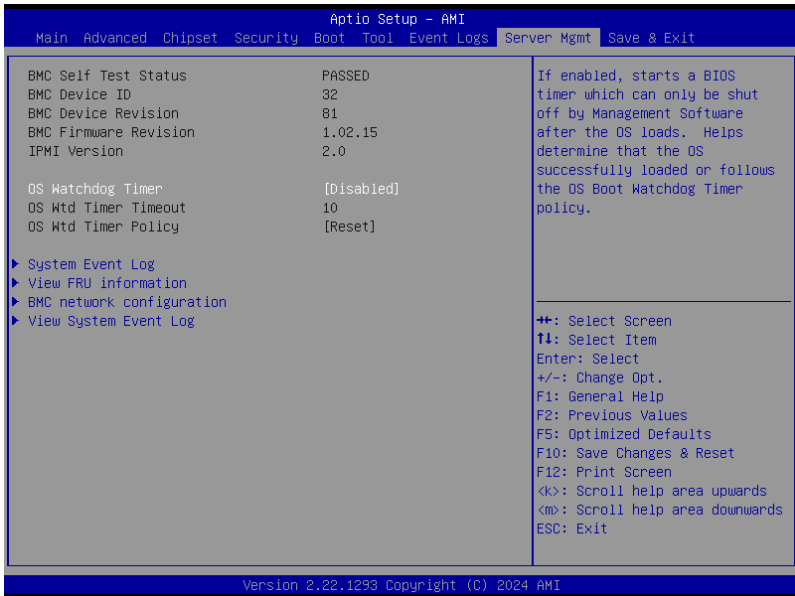 Aptio Setup – AMI
Main Advanced Chipset Security Boot Tool Event Logs Server Mgmt Save & Exit
BMC Self Test Status PASSED
BMC Device ID 32
BMC Device Revision 81
BMC Firmware Revision 1.02.15
IPMI Version 2.0
OS Watchdog Timer [Disabled]
OS Wtd Timer Timeout 10
OS Wtd Timer Policy [Reset]
System Event Log
View FRU information
BMC network configuration
View System Event Log
If enabled, starts a BIOS
timer which can only be shut
off by Management Software
after the OS loads. Helps
determine that the OS
successfully loaded or follows
the OS Boot Watchdog Timer
policy.
→←: Select Screen
↑↓: Select Item
Enter: Select
+/-: Change Opt.
F1: General Help
F2: Previous Values
F5: Optimized Defaults
F10: Save Changes & Reset
F12: Print Screen
<k>: Scroll help area upwards
<m>: Scroll help area downwards
ESC: Exit
Version 2.22.1293 Copyright (C) 2024 AMI